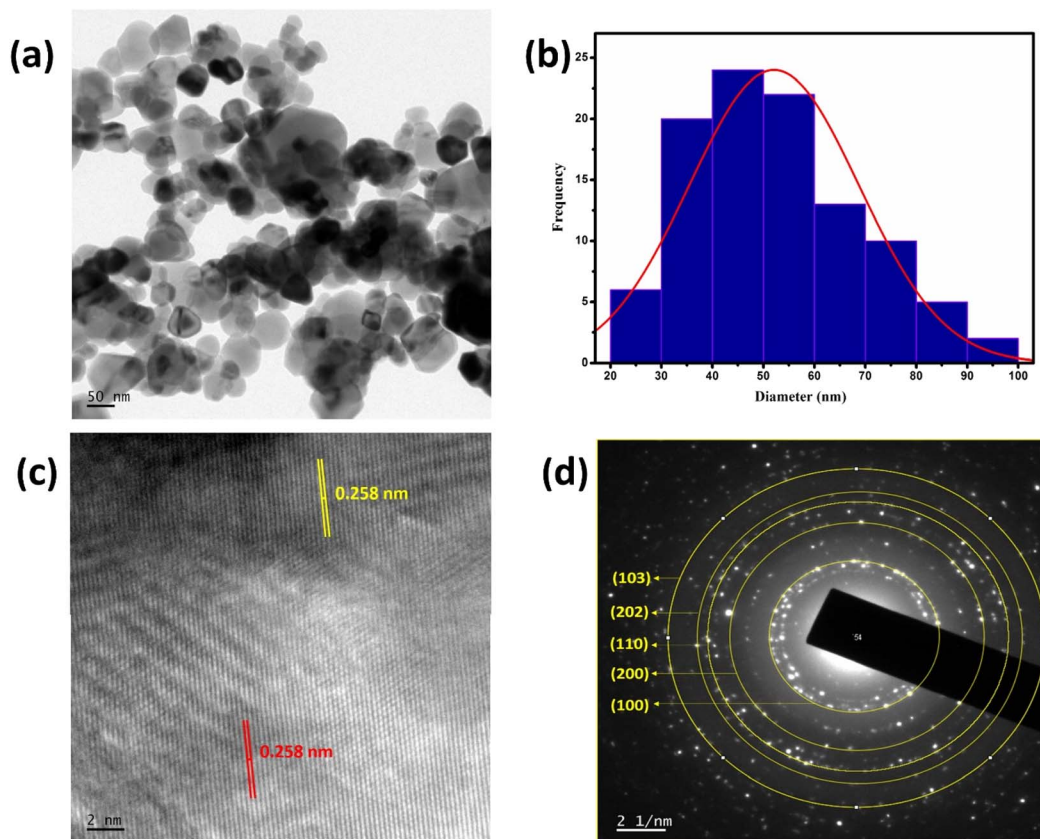 (a)
50 nm
(b)
Frequency
25
20
15
10
5
0
20 30 40 50 60 70 80 90 100
Diameter (nm)
(c)
0.258 nm
0.258 nm
2 nm
(d)
(103)
(202)
(110)
(200)
(100)
54
2 1/nm